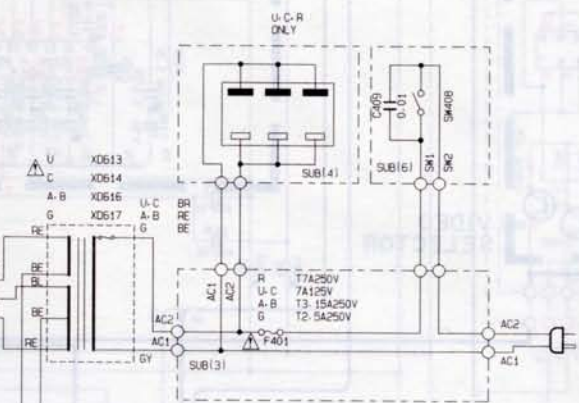 U·C·R
ONLY
C409
0.01
SW408
SUB(4)
SUB(6)
SW1
SW2
U XD613
C XD614
A·B XD616
G XD617
U·C BR
A·B RE
G BE
RE
BE
BL
BE
RE
GY
AC1
AC2
R T7A250V
U·C 7A125V
A·B T3.15A250V
G T2.5A250V
F401
AC2
AC1
SUB(3)
AC2
AC1
VIDEO
SELECTOR